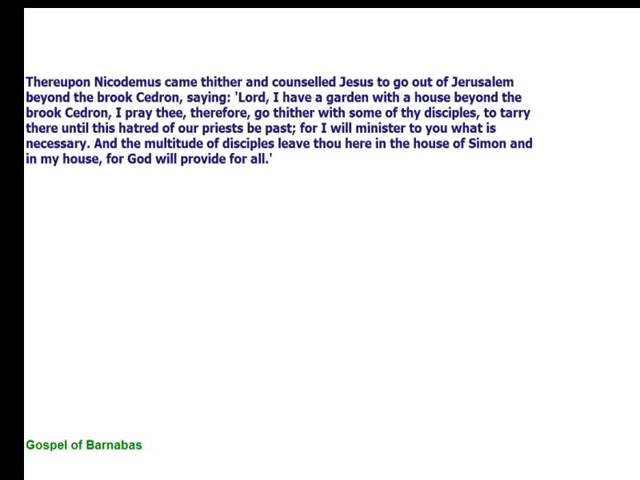 Thereupon Nicodemus came thither and counselled Jesus to go out of Jerusalem
beyond the brook Cedron, saying: 'Lord, I have a garden with a house beyond the
brook Cedron, I pray thee, therefore, go thither with some of thy disciples, to tarry
there until this hatred of our priests be past; for I will minister to you what is
necessary. And the multitude of disciples leave thou here in the house of Simon and
in my house, for God will provide for all.'
Gospel of Barnabas